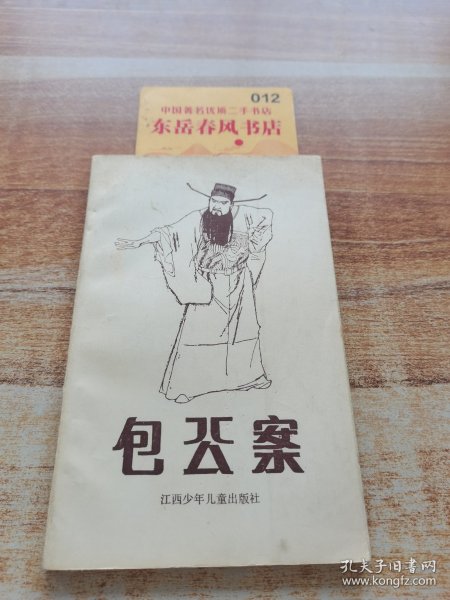 012
中国著名优质二手书店
东岳春风书店
包公案
江西少年儿童出版社
孔夫子旧书网
www.kongfz.com